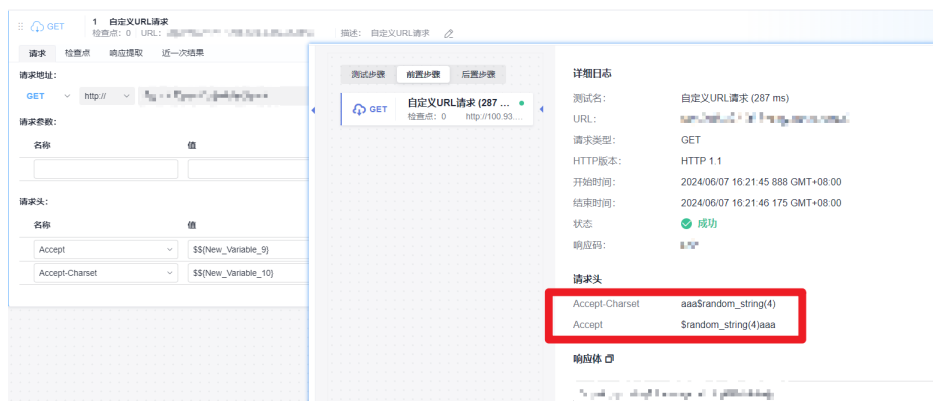 GET 1 自定义URL请求
检查点: 0 URL: 描述: 自定义URL请求
请求 检查点 响应提取 近一次结果
请求地址:
GET http://
请求参数:
名称 值
请求头:
名称 值
Accept $${New_Variable_9}
Accept-Charset $${New_Variable_10}
测试步骤 前置步骤 后置步骤
GET 自定义URL请求 (287 ...
检查点: 0 http://100.93....
详细日志
测试名: 自定义URL请求 (287 ms)
URL:
请求类型: GET
HTTP版本: HTTP 1.1
开始时间: 2024/06/07 16:21:45 888 GMT+08:00
结束时间: 2024/06/07 16:21:46 175 GMT+08:00
状态 成功
响应码:
请求头
Accept-Charset aaa$random_string(4)
Accept $random_string(4)aaa
响应体